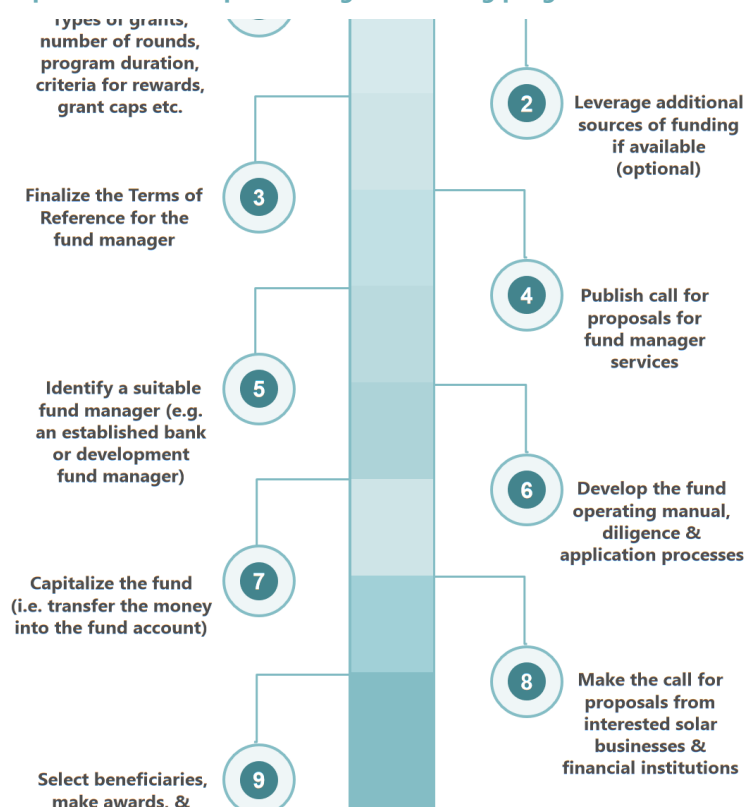 Types of grants,
number of rounds,
program duration,
criteria for rewards,
grant caps etc.
2
Leverage additional
sources of funding
if available
(optional)
3
Finalize the Terms of
Reference for the
fund manager
4
Publish call for
proposals for
fund manager
services
5
Identify a suitable
fund manager (e.g.
an established bank
or development
fund manager)
6
Develop the fund
operating manual,
diligence &
application processes
7
Capitalize the fund
(i.e. transfer the money
into the fund account)
8
Make the call for
proposals from
interested solar
businesses &
financial institutions
9
Select beneficiaries,
make awards, &